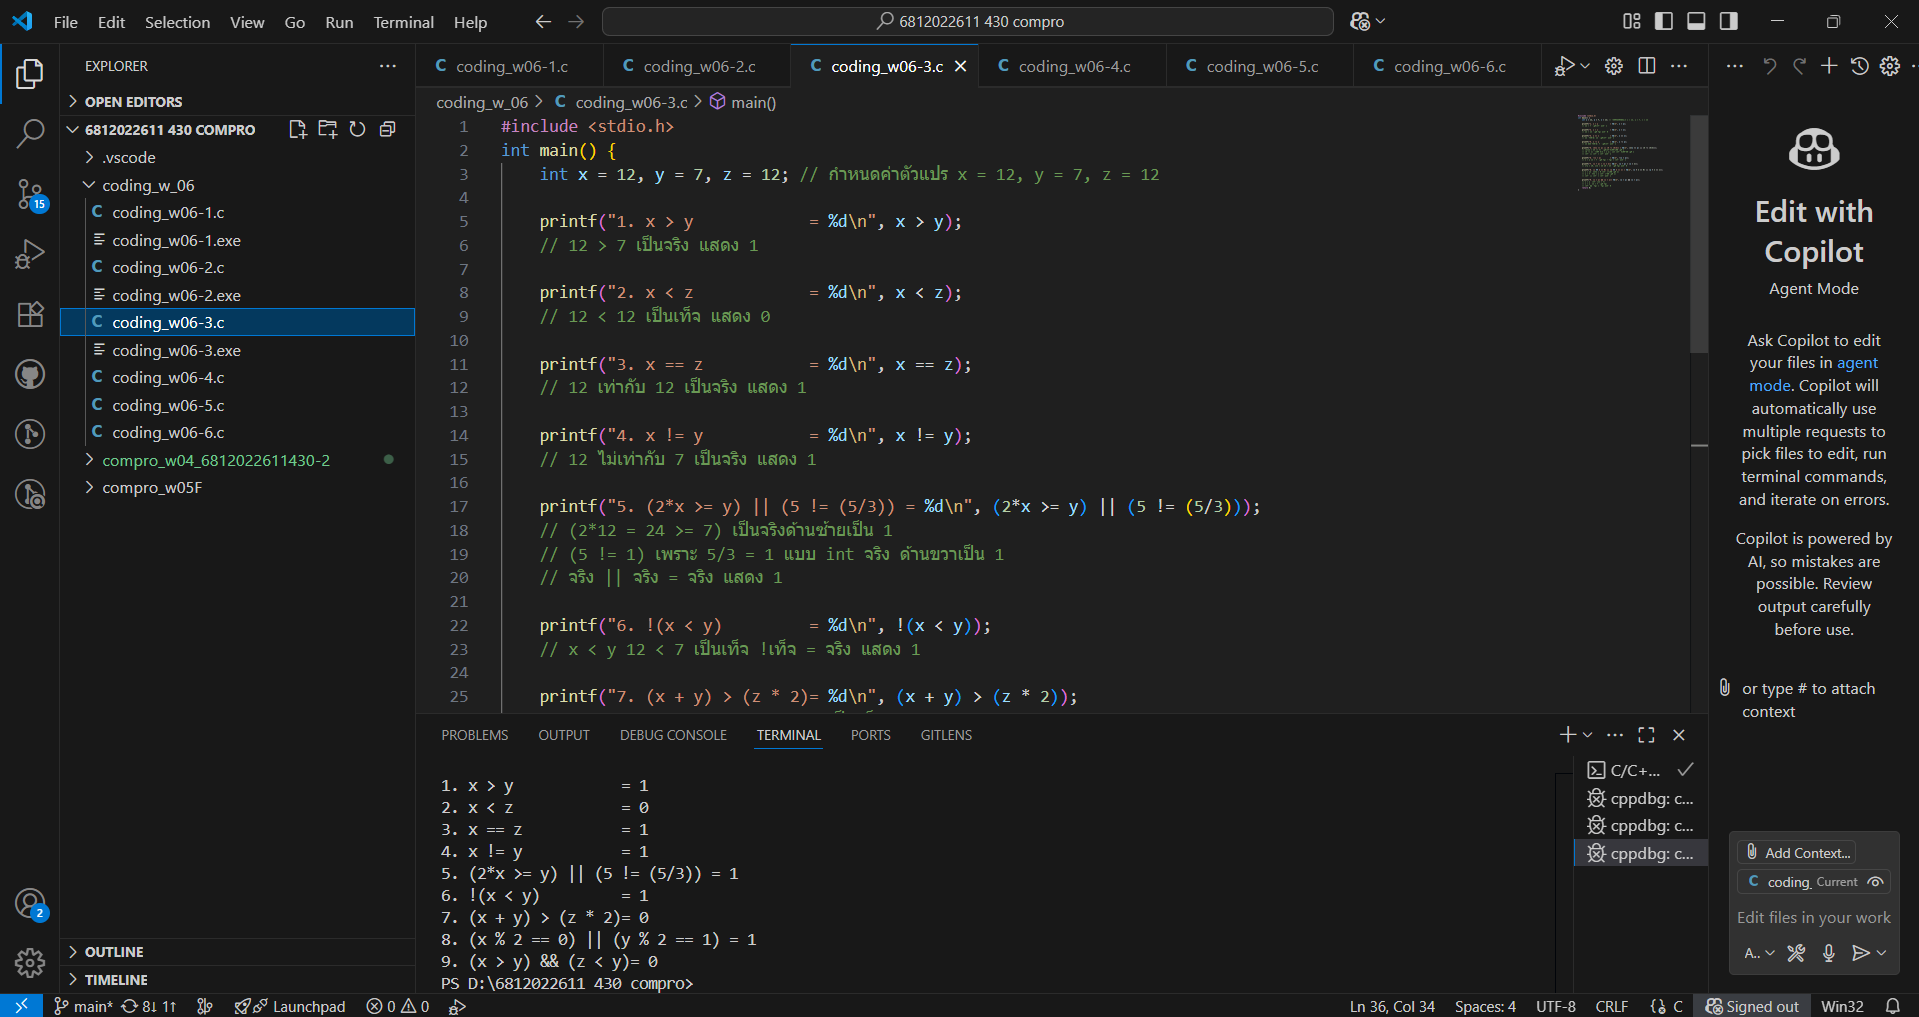 File Edit Selection View Go Run Terminal Help
6812022611 430 compro
EXPLORER
OPEN EDITORS
6812022611 430 COMPRO
.vscode
coding_w_06
C coding_w06-1.c
coding_w06-1.exe
C coding_w06-2.c
coding_w06-2.exe
C coding_w06-3.c
coding_w06-3.exe
C coding_w06-4.c
C coding_w06-5.c
C coding_w06-6.c
compro_w04_6812022611430-2
compro_w05F
OUTLINE
TIMELINE
15
2
C coding_w06-1.c C coding_w06-2.c C coding_w06-3.c C coding_w06-4.c C coding_w06-5.c C coding_w06-6.c
coding_w_06 > C coding_w06-3.c > main()
1 #include <stdio.h>
2 int main() {
3 int x = 12, y = 7, z = 12; // กำหนดค่าตัวแปร x = 12, y = 7, z = 12
4
5 printf("1. x > y            = %d\n", x > y);
6 // 12 > 7 เป็นจริง แสดง 1
7
8 printf("2. x < z            = %d\n", x < z);
9 // 12 < 12 เป็นเท็จ แสดง 0
10
11 printf("3. x == z           = %d\n", x == z);
12 // 12 เท่ากับ 12 เป็นจริง แสดง 1
13
14 printf("4. x != y           = %d\n", x != y);
15 // 12 ไม่เท่ากับ 7 เป็นจริง แสดง 1
16
17 printf("5. (2*x >= y) || (5 != (5/3)) = %d\n", (2*x >= y) || (5 != (5/3)));
18 // (2*12 = 24 >= 7) เป็นจริงด้านซ้ายเป็น 1
19 // (5 != 1) เพราะ 5/3 = 1 แบบ int จริง ด้านขวาเป็น 1
20 // จริง || จริง = จริง แสดง 1
21
22 printf("6. !(x < y)         = %d\n", !(x < y));
23 // x < y 12 < 7 เป็นเท็จ !เท็จ = จริง แสดง 1
24
25 printf("7. (x + y) > (z * 2)= %d\n", (x + y) > (z * 2));
PROBLEMS OUTPUT DEBUG CONSOLE TERMINAL PORTS GITLENS
1. x > y            = 1
2. x < z            = 0
3. x == z           = 1
4. x != y           = 1
5. (2*x >= y) || (5 != (5/3)) = 1
6. !(x < y)         = 1
7. (x + y) > (z * 2)= 0
8. (x % 2 == 0) || (y % 2 == 1) = 1
9. (x > y) && (z < y)= 0
PS D:\6812022611 430 compro>
C/C+...
cppdbg: c...
cppdbg: c...
cppdbg: c...
Edit with
Copilot
Agent Mode
Ask Copilot to edit
your files in agent
mode. Copilot will
automatically use
multiple requests to
pick files to edit, run
terminal commands,
and iterate on errors.
Copilot is powered by
AI, so mistakes are
possible. Review
output carefully
before use.
or type # to attach
context
Add Context...
C coding_ Current
Edit files in your work
A..
main* 8↓ 1↑ Launchpad 0 0 Ln 36, Col 34 Spaces: 4 UTF-8 CRLF {} C Signed out Win32